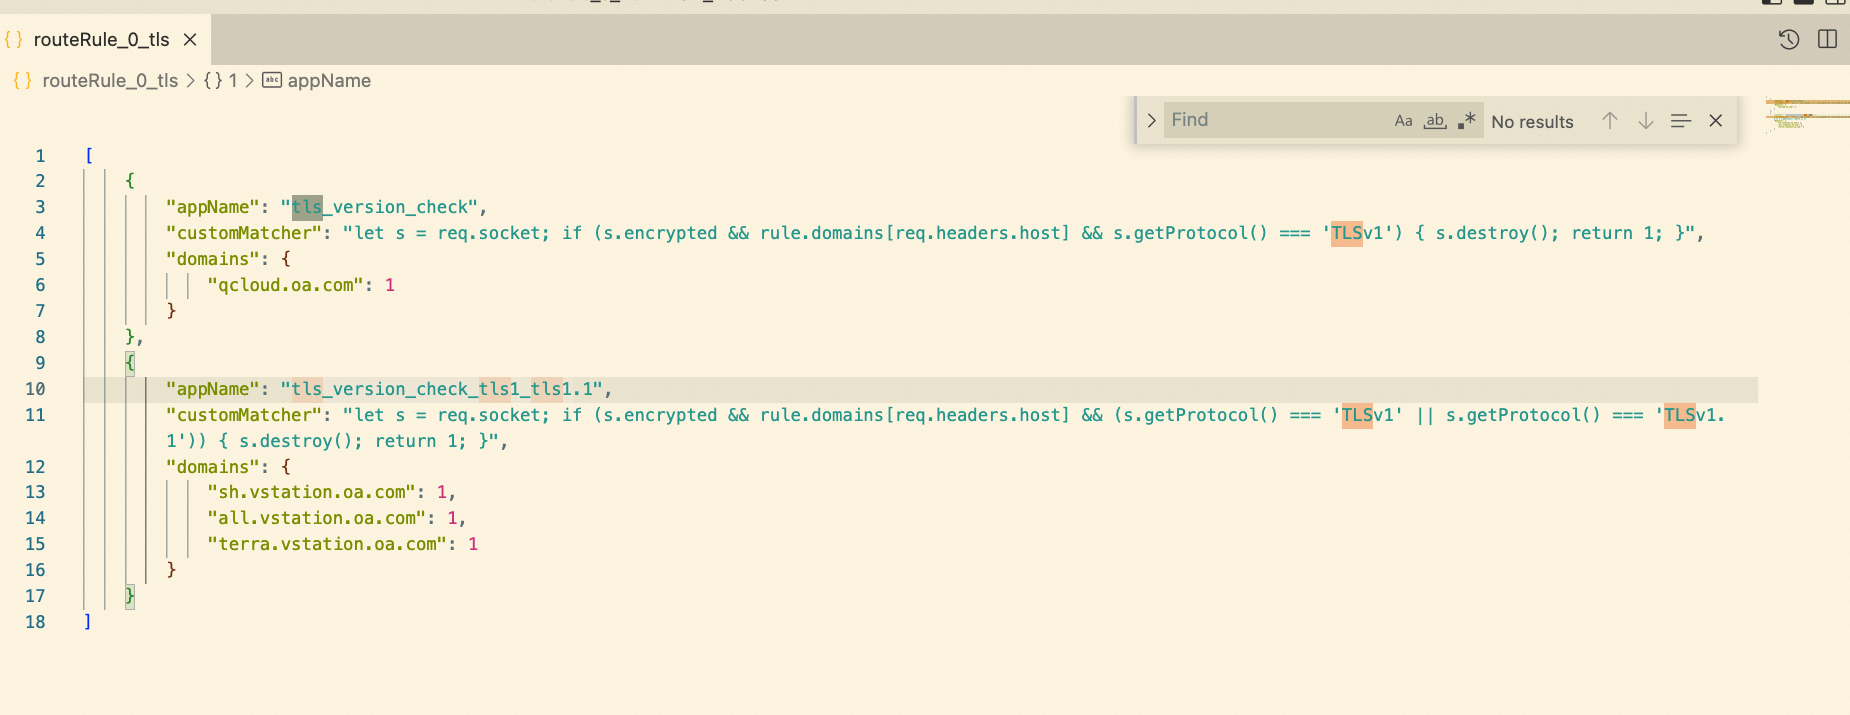 {} routeRule_0_tls ×
{} routeRule_0_tls > {} 1 > abc appName
> Find Aa ab .* No results ↑ ↓ ×
1 [
2 {
3 "appName": "tls_version_check",
4 "customMatcher": "let s = req.socket; if (s.encrypted && rule.domains[req.headers.host] && s.getProtocol() === 'TLSv1') { s.destroy(); return 1; }",
5 "domains": {
6 "qcloud.oa.com": 1
7 }
8 },
9 {
10 "appName": "tls_version_check_tls1_tls1.1",
11 "customMatcher": "let s = req.socket; if (s.encrypted && rule.domains[req.headers.host] && (s.getProtocol() === 'TLSv1' || s.getProtocol() === 'TLSv1.
1')) { s.destroy(); return 1; }",
12 "domains": {
13 "sh.vstation.oa.com": 1,
14 "all.vstation.oa.com": 1,
15 "terra.vstation.oa.com": 1
16 }
17 }
18 ]